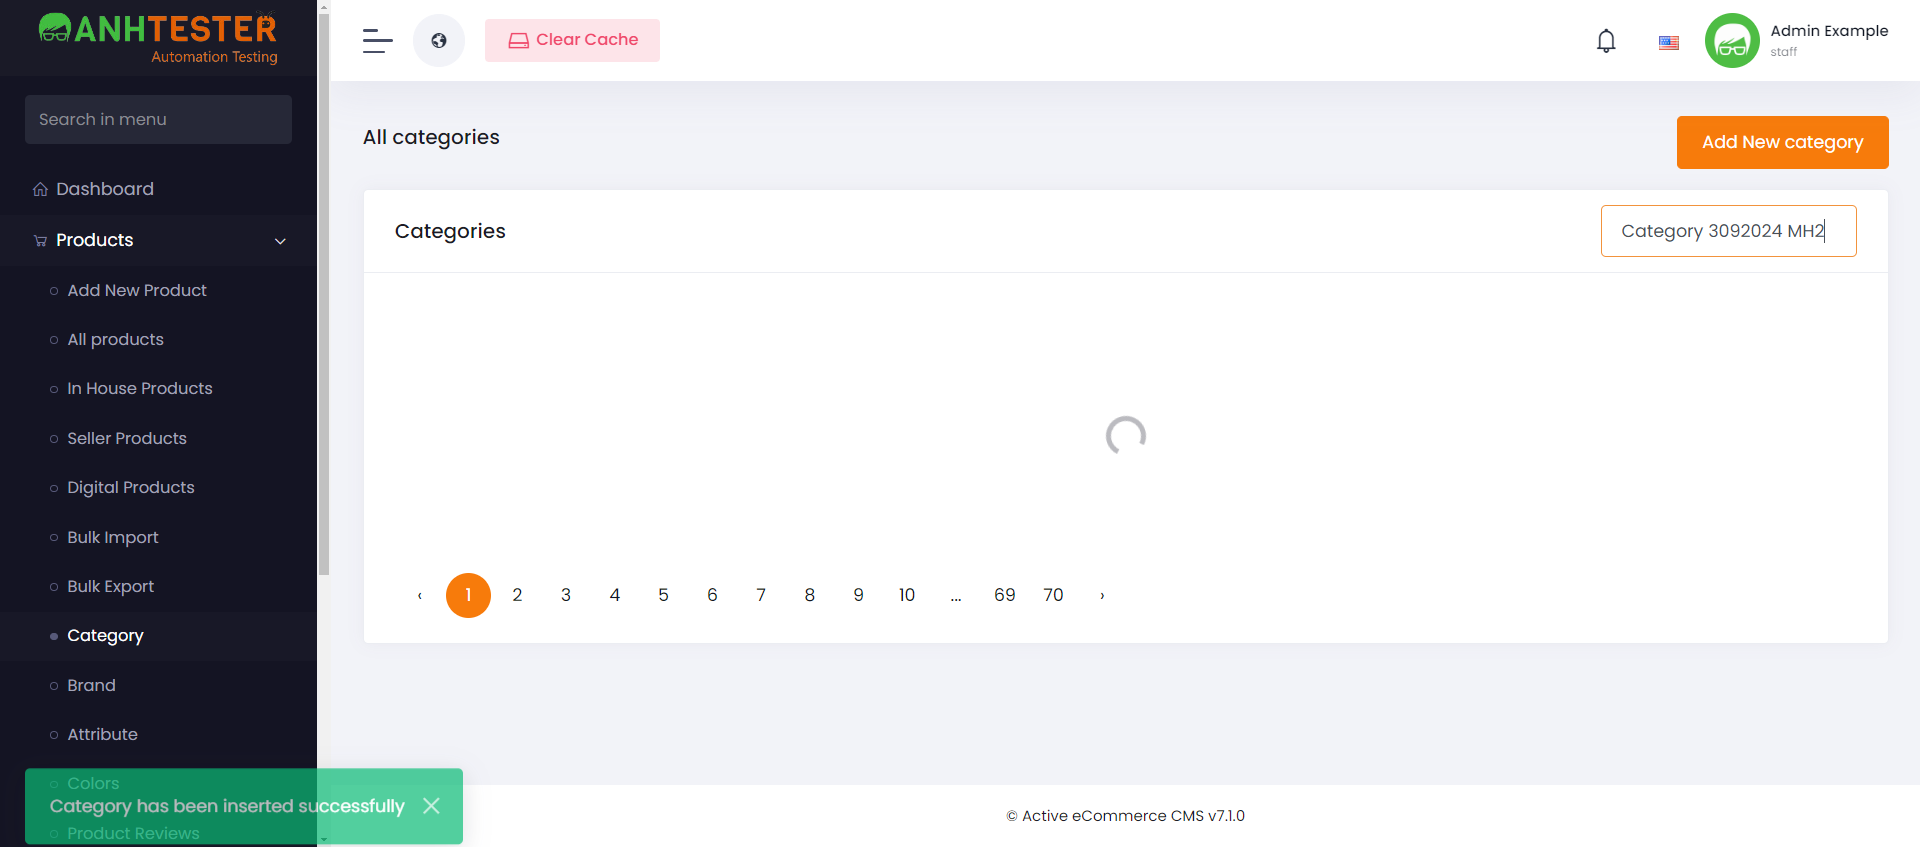 ANHTESTER
Automation Testing
Search in menu
Dashboard
Products
Add New Product
All products
In House Products
Seller Products
Digital Products
Bulk Import
Bulk Export
Category
Brand
Attribute
Colors
Category has been inserted successfully
Product Reviews
Clear Cache
Admin Example
staff
All categories
Add New category
Categories
Category 3092024 MH2
‹ 1 2 3 4 5 6 7 8 9 10 ... 69 70 ›
© Active eCommerce CMS v7.1.0